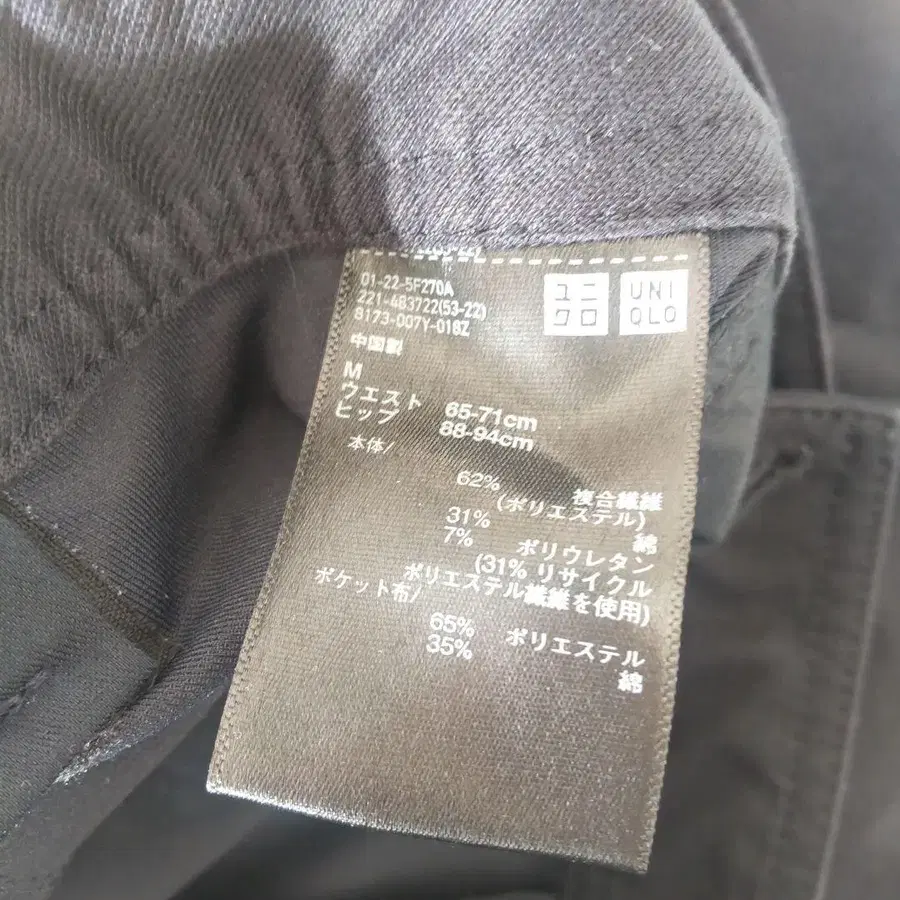 01-22-5F270A
221-483722(53-22)
8173-007Y-018Z
ユニクロ
UNIQLO
中国製
M
ウエスト 65-71cm
ヒップ 88-94cm
本体/
62% 複合繊維
(ポリエステル)
31% 綿
7% ポリウレタン
(31% リサイクル
ポリエステル繊維を使用)
ポケット布/
65% ポリエステル
35% 綿